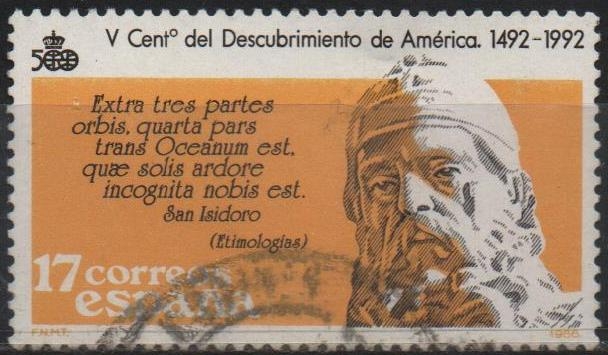 V Centº del Descubrimiento de América. 1492-1992
500
Extra tres partes
orbis, quarta pars
trans Oceanum est,
quæ solis ardore
incognita nobis est.
San Isidoro
(Etimologías)
17 correos
españa
F.N.M.T.
1986